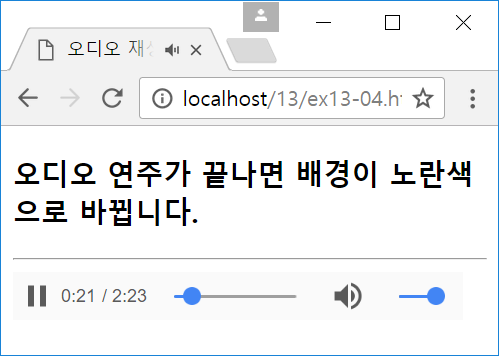 오디오 재
localhost/13/ex13-04.h
오디오 연주가 끝나면 배경이 노란색
으로 바뀝니다.
0:21 / 2:23